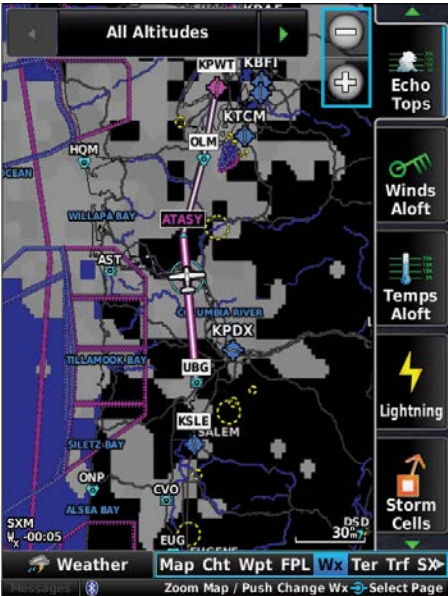 All Altitudes
KPWT KBFI
KTCM
OLM
HQM
OCEAN
WILLAPA BAY
ATASY
AST
UMBIA RIVER
KPDX
TILLAMOOK BAY
UBG
KSLE
SALEM
SILETZ BAY
ONP
CVO
ALSEA BAY
SXM
Wx -00:05
EUG
EUGENE
DSD
30
Echo
Tops
Winds
Aloft
Temps
Aloft
Lightning
Storm
Cells
Weather
Map Cht Wpt FPL Wx Ter Trf SX
Messages
Zoom Map / Push Change Wx Select Page